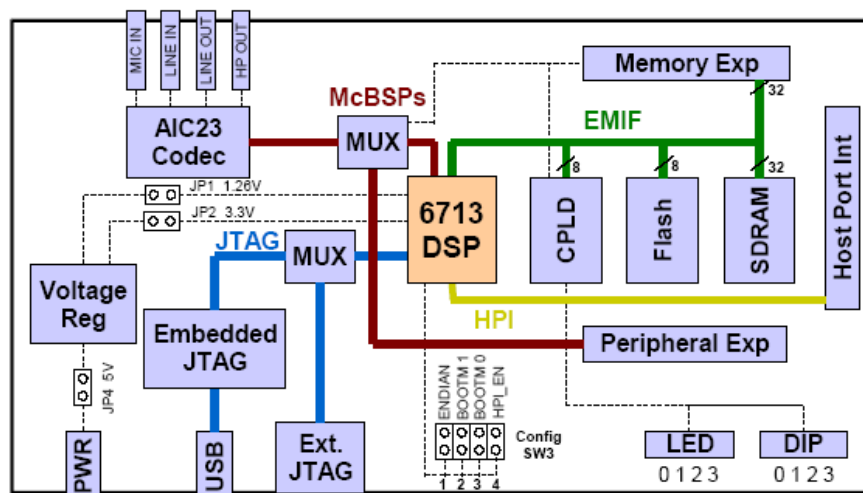 MIC IN
LINE IN
LINE OUT
HP OUT
McBSPs
Memory Exp
32
AIC23
Codec
MUX
EMIF
8
8
32
JP1 1.26V
JP2 3.3V
6713
DSP
CPLD
Flash
SDRAM
Host Port Int
JTAG
MUX
Voltage
Reg
HPI
Embedded
JTAG
Peripheral Exp
JP4 5V
ENDIAN
BOOTM 1
BOOTM 0
HPI_EN
Config
SW3
1 2 3 4
PWR
USB
Ext.
JTAG
LED
DIP
0 1 2 3
0 1 2 3